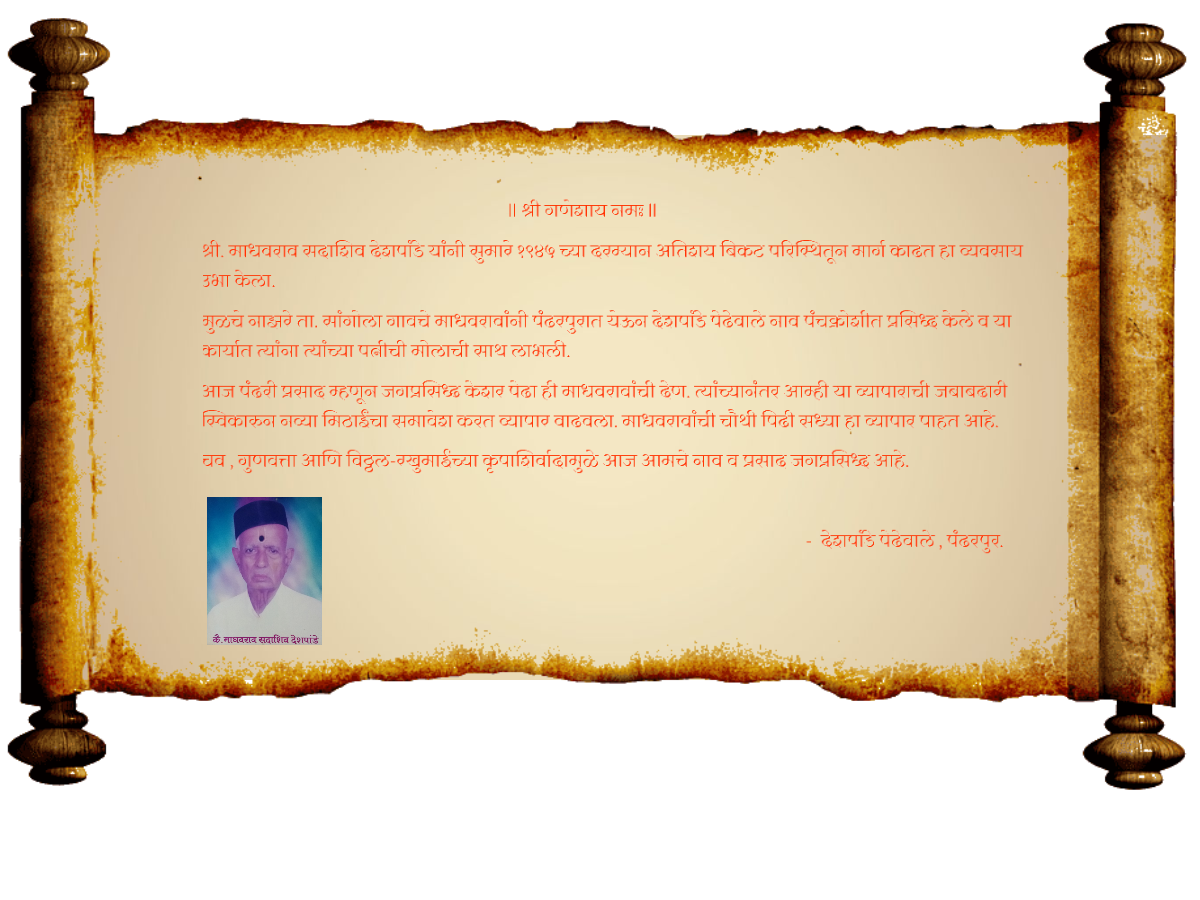 ॥ श्री गणेशाय नमः ॥
श्री. माधवराव सदाशिव देशपांडे यांनी सुमारे १९४५ च्या दरम्यान अतिशय बिकट परिस्थितून मार्ग काढत हा व्यवसाय
उभा केला.
मुळचे नाझरे ता. सांगोला गावचे माधवरावांनी पंढरपुरात येऊन देशपांडे पेढेवाले नाव पंचक्रोशीत प्रसिध्द केले व या
कार्यात त्यांना त्यांच्या पत्नीची मोलाची साथ लाभली.
आज पंढरी प्रसाद म्हणून जगप्रसिध्द केशर पेढा ही माधवरावांची देण. त्यांच्यानंतर आम्ही या व्यापाराची जबाबदारी
स्विकारुन नव्या मिठाईंचा समावेश करत व्यापार वाढवला. माधवरावांची चौथी पिढी सध्या हा व्यापार पाहत आहे.
चव , गुणवत्ता आणि विठ्ठल-रखुमाईच्या कृपाशिर्वादामुळे आज आमचे नाव व प्रसाद जगप्रसिध्द आहे.
- देशपांडे पेढेवाले , पंढरपुर.
कै. माधवराव सदाशिव देशपांडे